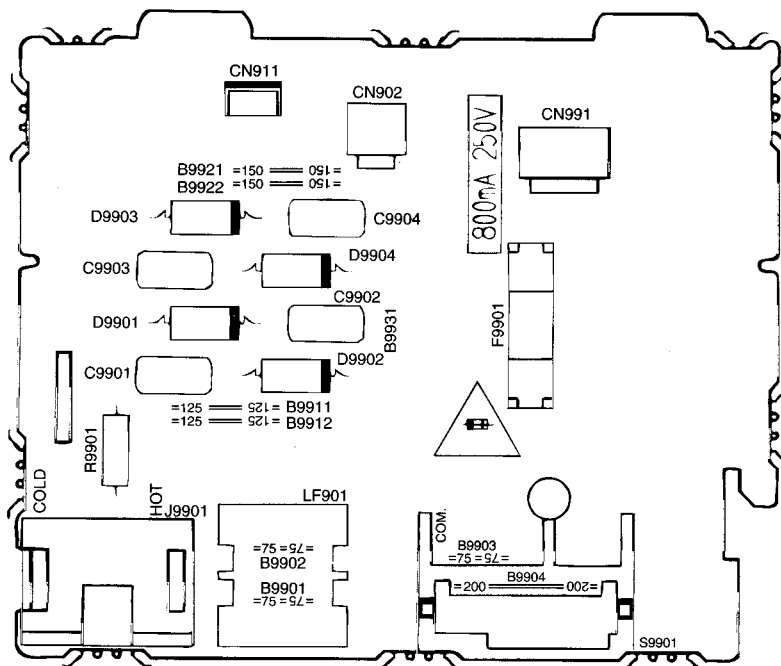 CN911
CN902
CN991
800mA 250V
B9921 =150 === 150=
B9922 =150 === 150=
D9903
C9904
C9903
D9904
C9902
D9901
B9931
F9901
D9902
C9901
=125 === 125= B9911
=125 === 125= B9912
R9901
COLD
HOT
J9901
LF901
COM.
B9903
=75=75=
=75=75=
B9902
B9904
=200 === 200=
B9901
=75=75=
S9901